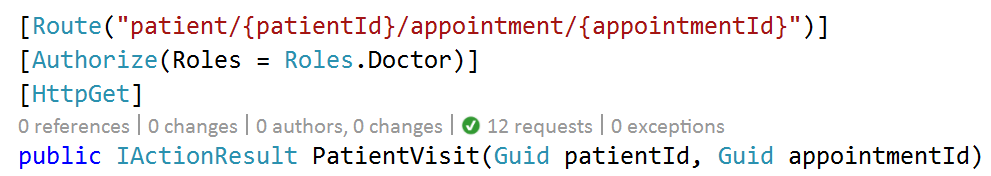 [Route("patient/{patientId}/appointment/{appointmentId}")]
[Authorize(Roles = Roles.Doctor)]
[HttpGet]
0 references | 0 changes | 0 authors, 0 changes | 12 requests | 0 exceptions
public IActionResult PatientVisit(Guid patientId, Guid appointmentId)